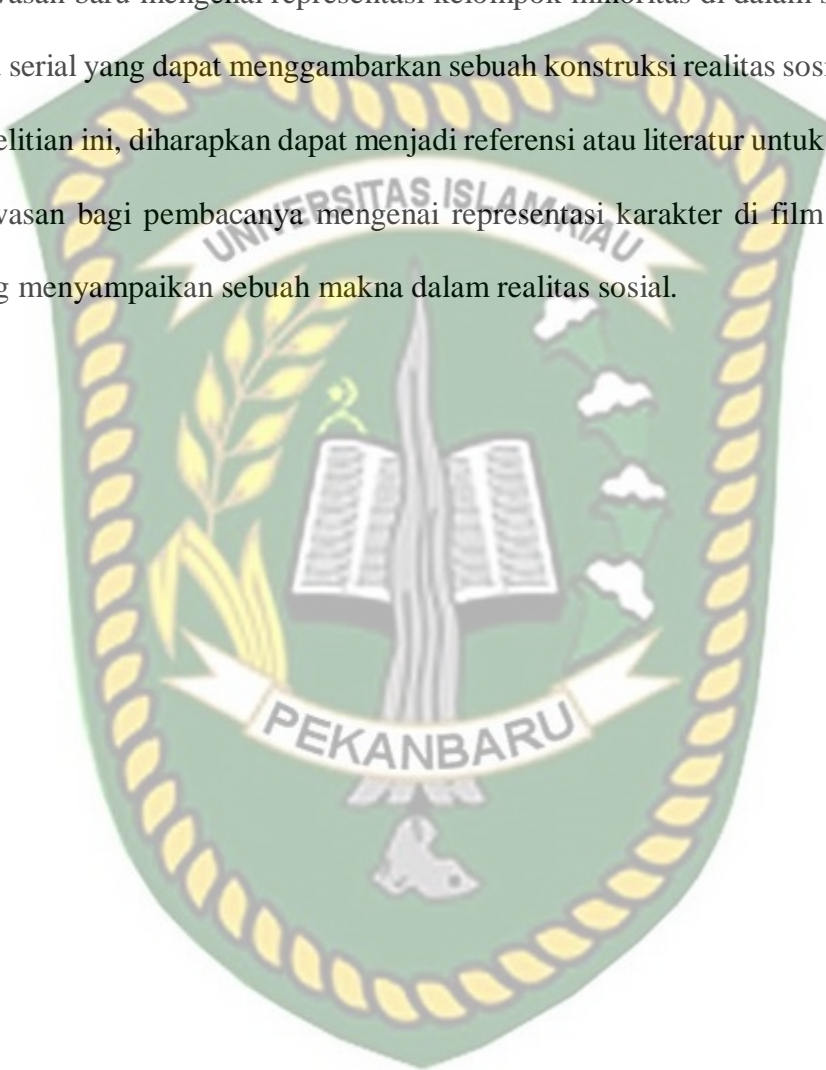 vasan baru mengenai representasi kelompok minoritas di dalam s
serial yang dapat menggambarkan sebuah konstruksi realitas sosi
elitian ini, diharapkan dapat menjadi referensi atau literatur untuk
vasan bagi pembacanya mengenai representasi karakter di film
g menyampaikan sebuah makna dalam realitas sosial.
UNIVERSITAS ISLAM RIAU
PEKANBARU